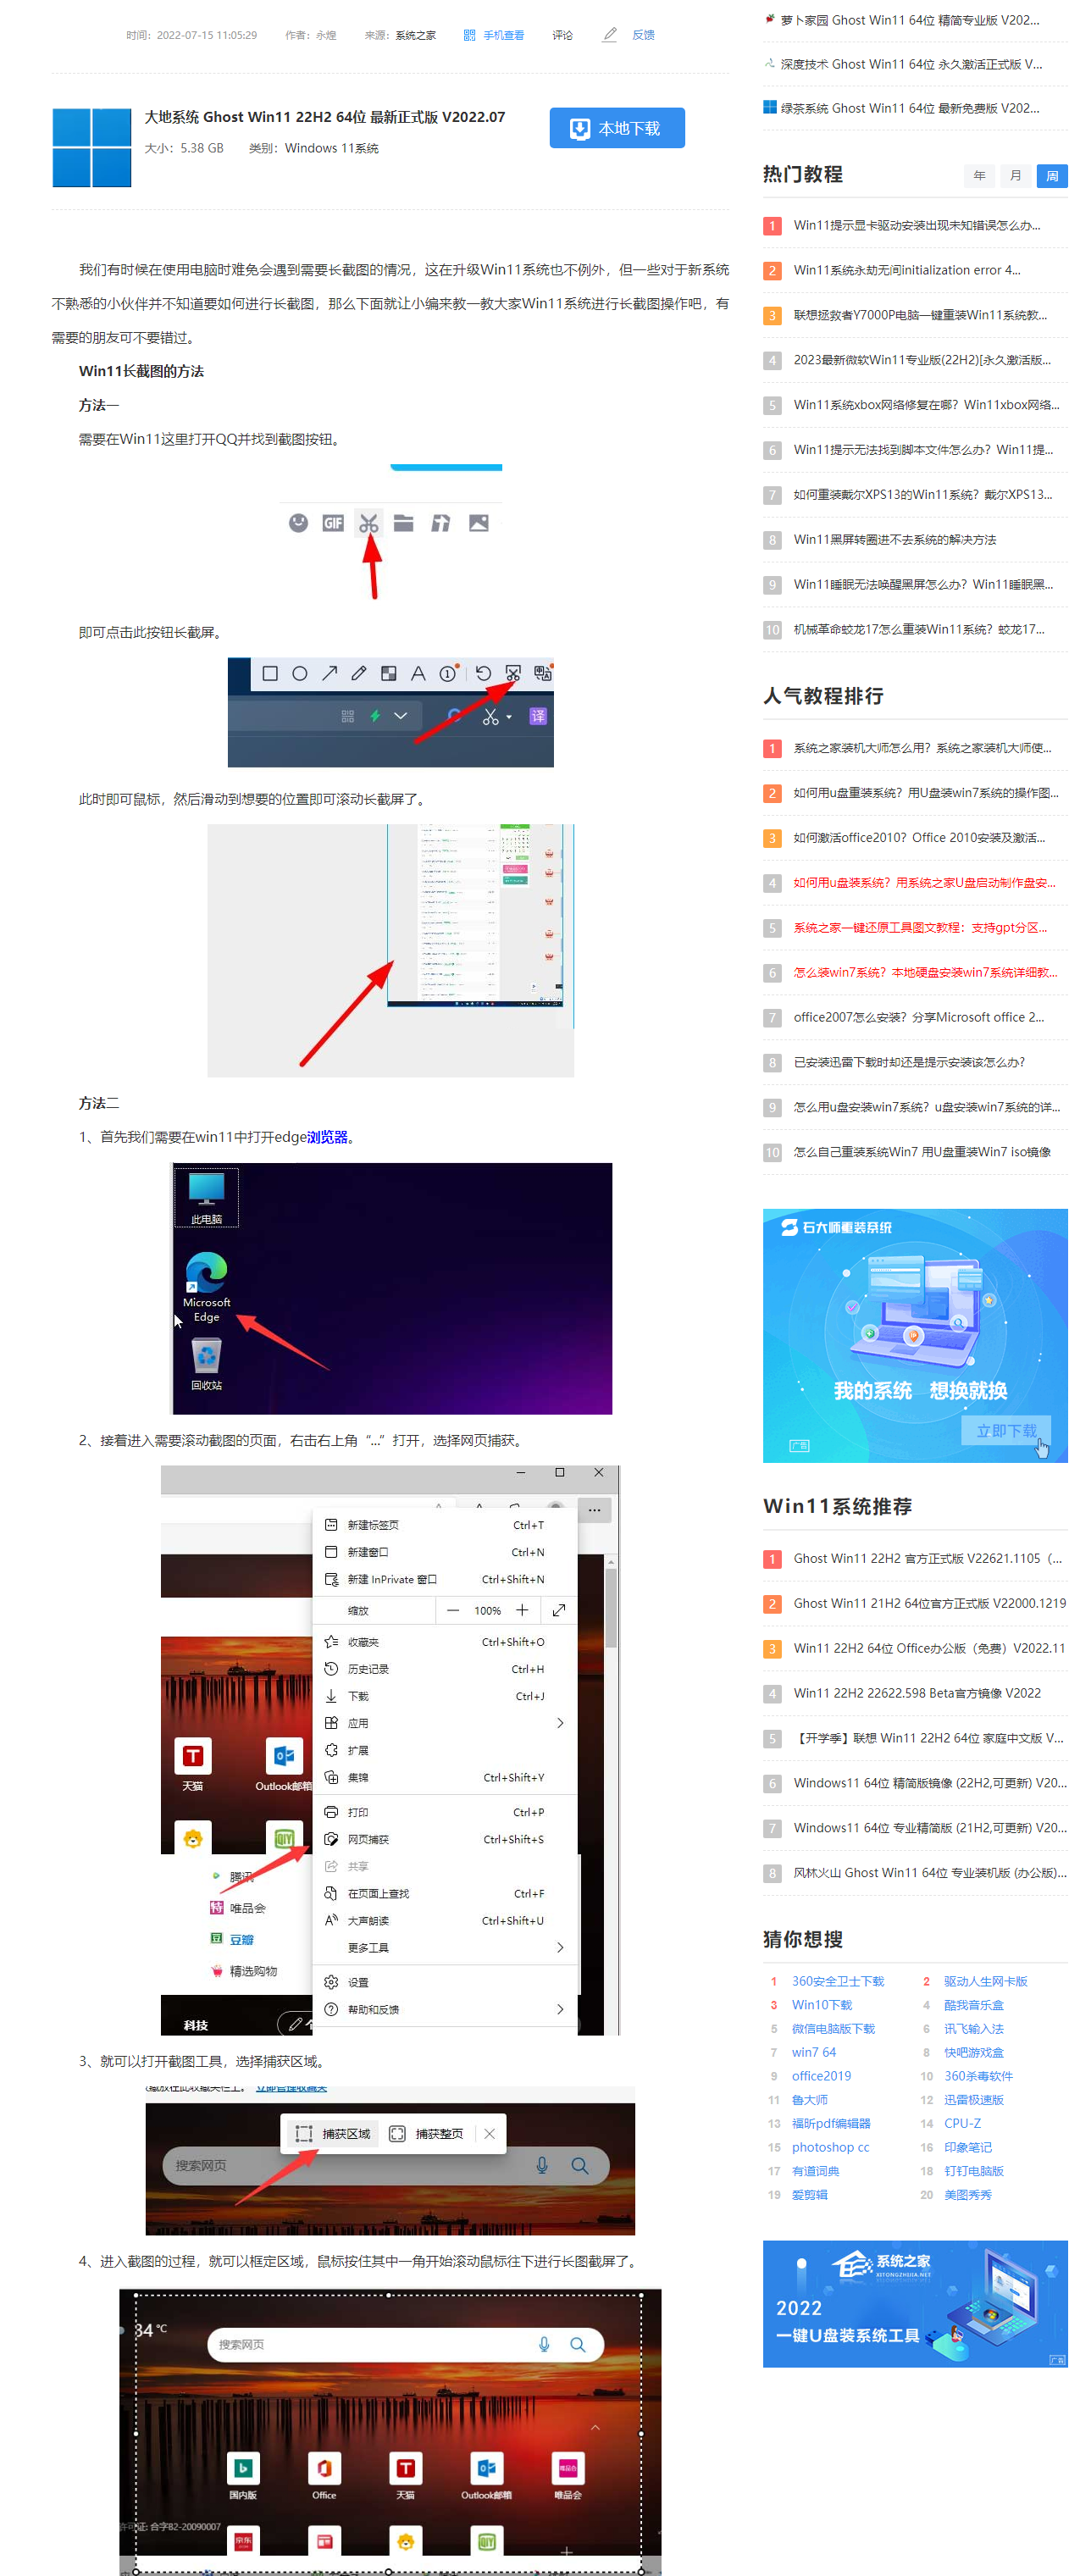 时间：2022-07-15 11:05:29 作者：永煌 来源：系统之家 手机查看 评论 反馈
大地系统 Ghost Win11 22H2 64位 最新正式版 V2022.07
大小：5.38 GB 类别：Windows 11系统
本地下载
我们有时候在使用电脑时难免会遇到需要长截图的情况，这在升级Win11系统也不例外，但一些对于新系统
不熟悉的小伙伴并不知道要如何进行长截图，那么下面就让小编来教一教大家Win11系统进行长截图操作吧，有
需要的朋友可不要错过。
Win11长截图的方法
方法一
需要在Win11这里打开QQ并找到截图按钮。
GIF
即可点击此按钮长截屏。
译
此时即可鼠标，然后滑动到想要的位置即可滚动长截屏了。
方法二
1、首先我们需要在win11中打开edge浏览器。
此电脑
Microsoft
Edge
回收站
2、接着进入需要滚动截图的页面，右击右上角“...”打开，选择网页捕获。
新建标签页 Ctrl+T
新建窗口 Ctrl+N
新建 InPrivate 窗口 Ctrl+Shift+N
缩放 — 100% +
收藏夹 Ctrl+Shift+O
历史记录 Ctrl+H
下载 Ctrl+J
应用
扩展
集锦 Ctrl+Shift+Y
打印 Ctrl+P
网页捕获 Ctrl+Shift+S
共享
在页面上查找 Ctrl+F
大声朗读 Ctrl+Shift+U
更多工具
设置
帮助和反馈
天猫 Outlook邮箱
QIY
腾讯
特 唯品会
豆 豆瓣
精选购物
科技
3、就可以打开截图工具，选择捕获区域。
立即管理收藏夹
捕获区域 捕获整页
搜索网页
4、进入截图的过程，就可以框定区域，鼠标按住其中一角开始滚动鼠标往下进行长图截屏了。
34 °C
搜索网页
国内版 Office 天猫 Outlook邮箱 唯品会
许可证: 合字B2-20090007
京东
QIY
萝卜家园 Ghost Win11 64位 精简专业版 V202...
深度技术 Ghost Win11 64位 永久激活正式版 V...
绿茶系统 Ghost Win11 64位 最新免费版 V202...
热门教程 年 月 周
1 Win11提示显卡驱动安装出现未知错误怎么办...
2 Win11系统永劫无间initialization error 4...
3 联想拯救者Y7000P电脑一键重装Win11系统教...
4 2023最新微软Win11专业版(22H2)[永久激活版...
5 Win11系统xbox网络修复在哪？Win11xbox网络...
6 Win11提示无法找到脚本文件怎么办？Win11提...
7 如何重装戴尔XPS13的Win11系统？戴尔XPS13...
8 Win11黑屏转圈进不去系统的解决方法
9 Win11睡眠无法唤醒黑屏怎么办？Win11睡眠黑...
10 机械革命蛟龙17怎么重装Win11系统？蛟龙17...
人气教程排行
1 系统之家装机大师怎么用？系统之家装机大师使...
2 如何用u盘重装系统？用U盘装win7系统的操作图...
3 如何激活office2010？Office 2010安装及激活...
4 如何用u盘装系统？用系统之家U盘启动制作盘安...
5 系统之家一键还原工具图文教程：支持gpt分区...
6 怎么装win7系统？本地硬盘安装win7系统详细教...
7 office2007怎么安装？分享Microsoft office 2...
8 已安装迅雷下载时却还是提示安装该怎么办?
9 怎么用u盘安装win7系统？u盘安装win7系统的详...
10 怎么自己重装系统Win7 用U盘重装Win7 iso镜像
石大师重装系统
我的系统 想换就换
立即下载
广告
Win11系统推荐
1 Ghost Win11 22H2 官方正式版 V22621.1105（...
2 Ghost Win11 21H2 64位官方正式版 V22000.1219
3 Win11 22H2 64位 Office办公版（免费）V2022.11
4 Win11 22H2 22622.598 Beta官方镜像 V2022
5 【开学季】联想 Win11 22H2 64位 家庭中文版 V...
6 Windows11 64位 精简版镜像 (22H2,可更新) V20...
7 Windows11 64位 专业精简版 (21H2,可更新) V20...
8 风林火山 Ghost Win11 64位 专业装机版 (办公版)...
猜你想搜
1 360安全卫士下载 2 驱动人生网卡版
3 Win10下载 4 酷我音乐盒
5 微信电脑版下载 6 讯飞输入法
7 win7 64 8 快吧游戏盒
9 office2019 10 360杀毒软件
11 鲁大师 12 迅雷极速版
13 福昕pdf编辑器 14 CPU-Z
15 photoshop cc 16 印象笔记
17 有道词典 18 钉钉电脑版
19 爱剪辑 20 美图秀秀
系统之家
XITONGZHIJIA.NET
2022
一键U盘装系统工具
广告